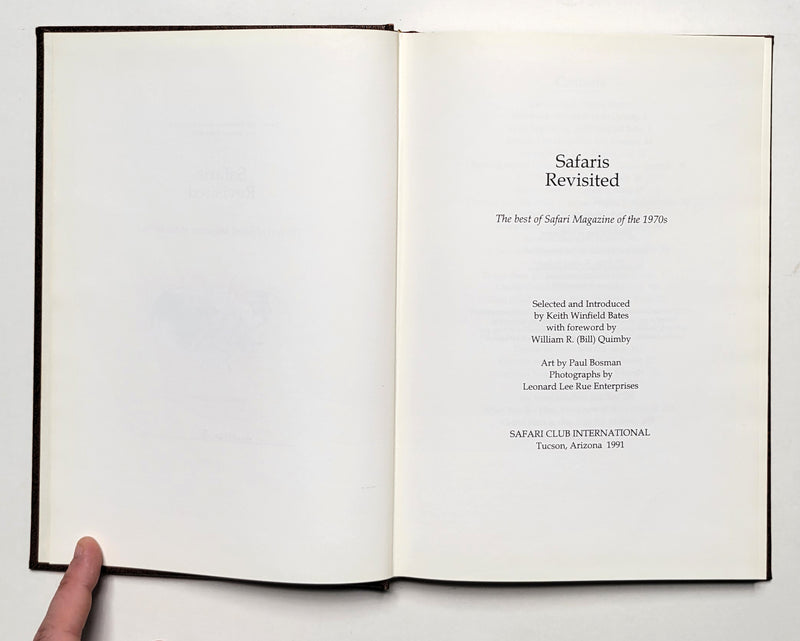 Safaris
Revisited
The best of Safari Magazine of the 1970s
Selected and Introduced
by Keith Winfield Bates
with foreword by
William R. (Bill) Quimby
Art by Paul Bosman
Photographs by
Leonard Lee Rue Enterprises
SAFARI CLUB INTERNATIONAL
Tucson, Arizona 1991